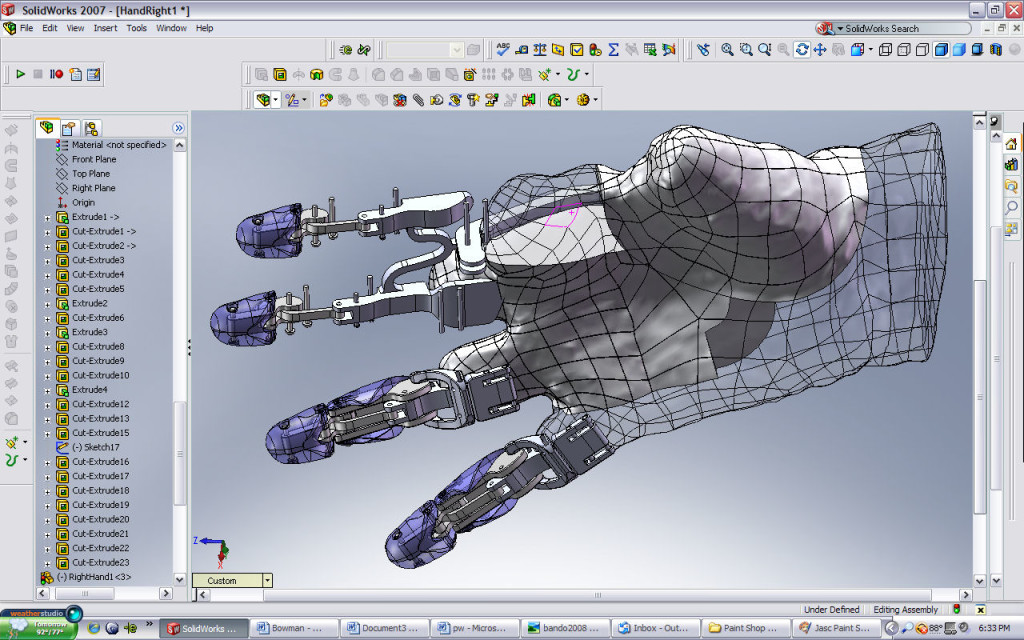 SolidWorks 2007 - [HandRight1 *]
File Edit View Insert Tools Window Help
SolidWorks Search
Material <not specified>
Front Plane
Top Plane
Right Plane
Origin
Extrude1 ->
Cut-Extrude1 ->
Cut-Extrude2 ->
Cut-Extrude3
Cut-Extrude4
Cut-Extrude5
Extrude2
Cut-Extrude6
Extrude3
Cut-Extrude8
Cut-Extrude9
Cut-Extrude10
Extrude4
Cut-Extrude12
Cut-Extrude13
Cut-Extrude15
(-) Sketch17
Cut-Extrude16
Cut-Extrude17
Cut-Extrude18
Cut-Extrude19
Cut-Extrude20
Cut-Extrude21
Cut-Extrude22
Cut-Extrude23
(-) RightHand1<3>
Z
X
Custom
Under Defined Editing Assembly
weatherstudio
Tomorrow
92°/77°
SolidWorks ... Bowman - ... Document3 ... pw - Micros... bando2008 ... Inbox - Out... Paint Shop ... Jasc Paint S... 88° 6:33 PM